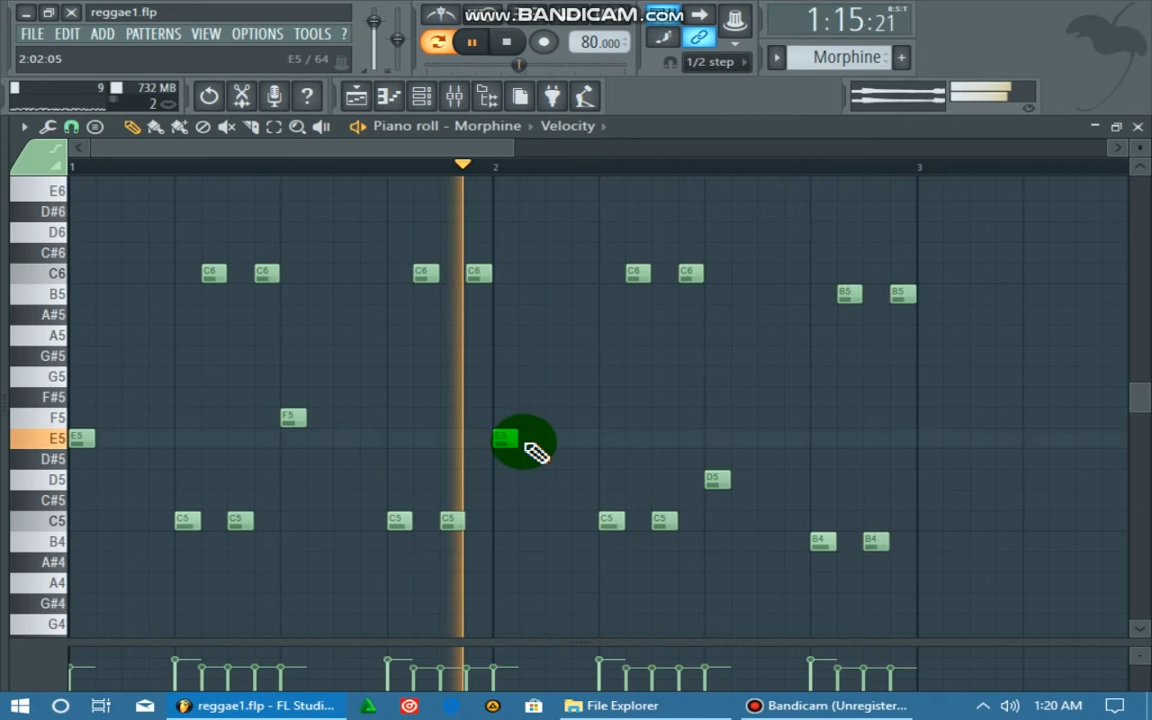 reggae1.flp
www.BANDICAM.com
1:15:21
B:S:T
FILE EDIT ADD PATTERNS VIEW OPTIONS TOOLS ?
80.000
2:02:05
E5 / 64
1/2 step
Morphine
9
732 MB
2
Piano roll - Morphine
Velocity
1
2
3
E6
D#6
D6
C#6
C6
C6 C6 C6 C6 C6 C6
B5
B5 B5
A#5
A5
G#5
G5
F#5
F5
F5
E5
E5 E5
D#5
D5
D5
C#5
C5
C5 C5 C5 C5 C5 C5
B4
B4 B4
A#4
A4
G#4
G4
reggae1.flp - FL Studi...
File Explorer
Bandicam (Unregister...
1:20 AM